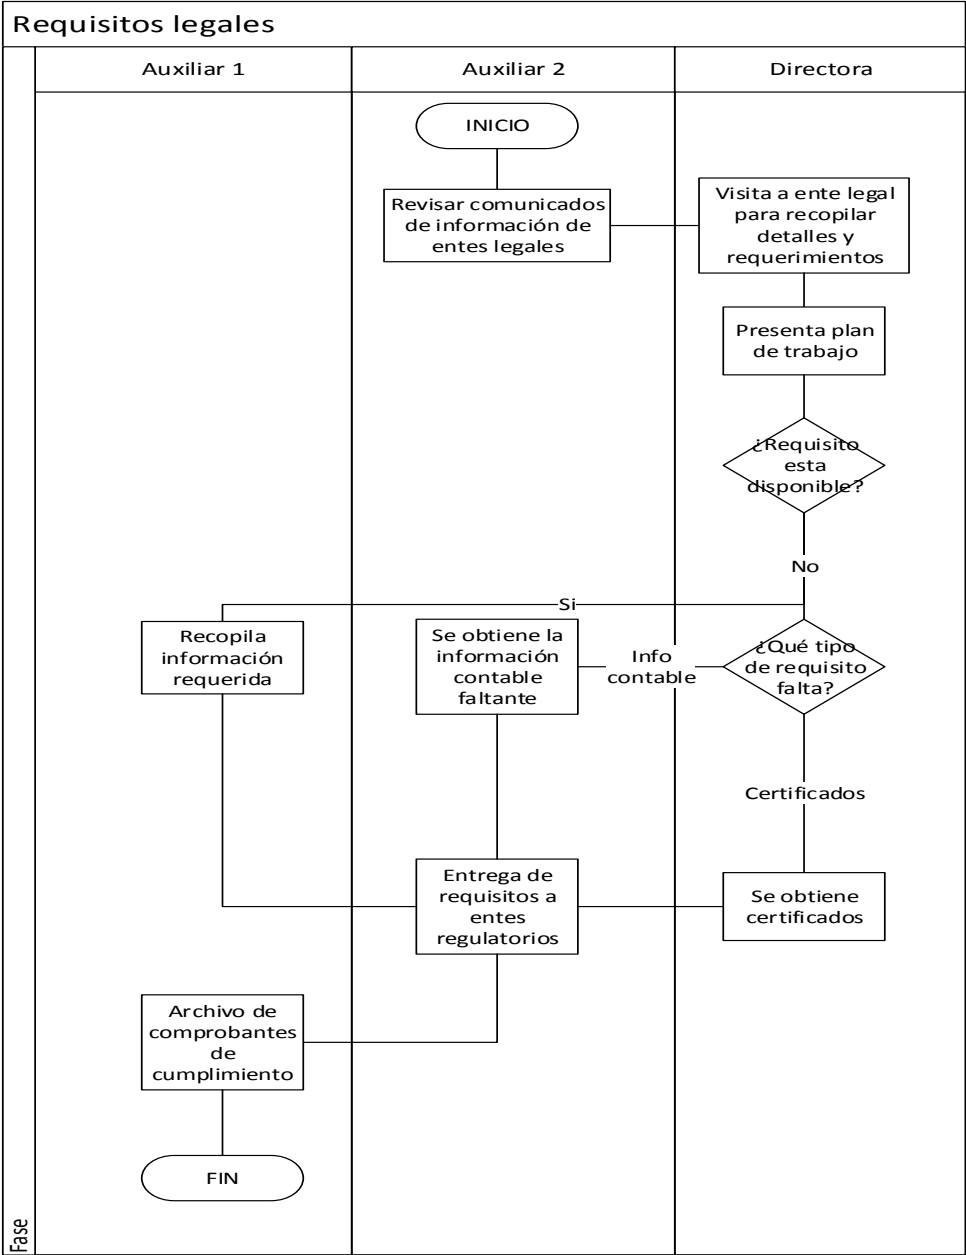 Requisitos legales
Auxiliar 1
Auxiliar 2
Directora
INICIO
Revisar comunicados
de información de
entes legales
Visita a ente legal
para recopilar
detalles y
requerimientos
Presenta plan
de trabajo
¿Requisito
esta
disponible?
No
Si
Recopila
información
requerida
Se obtiene la
información
contable
faltante
Info
contable
¿Qué tipo
de requisito
falta?
Certificados
Entrega de
requisitos a
entes
regulatorios
Se obtiene
certificados
Archivo de
comprobantes
de
cumplimiento
FIN
Fase